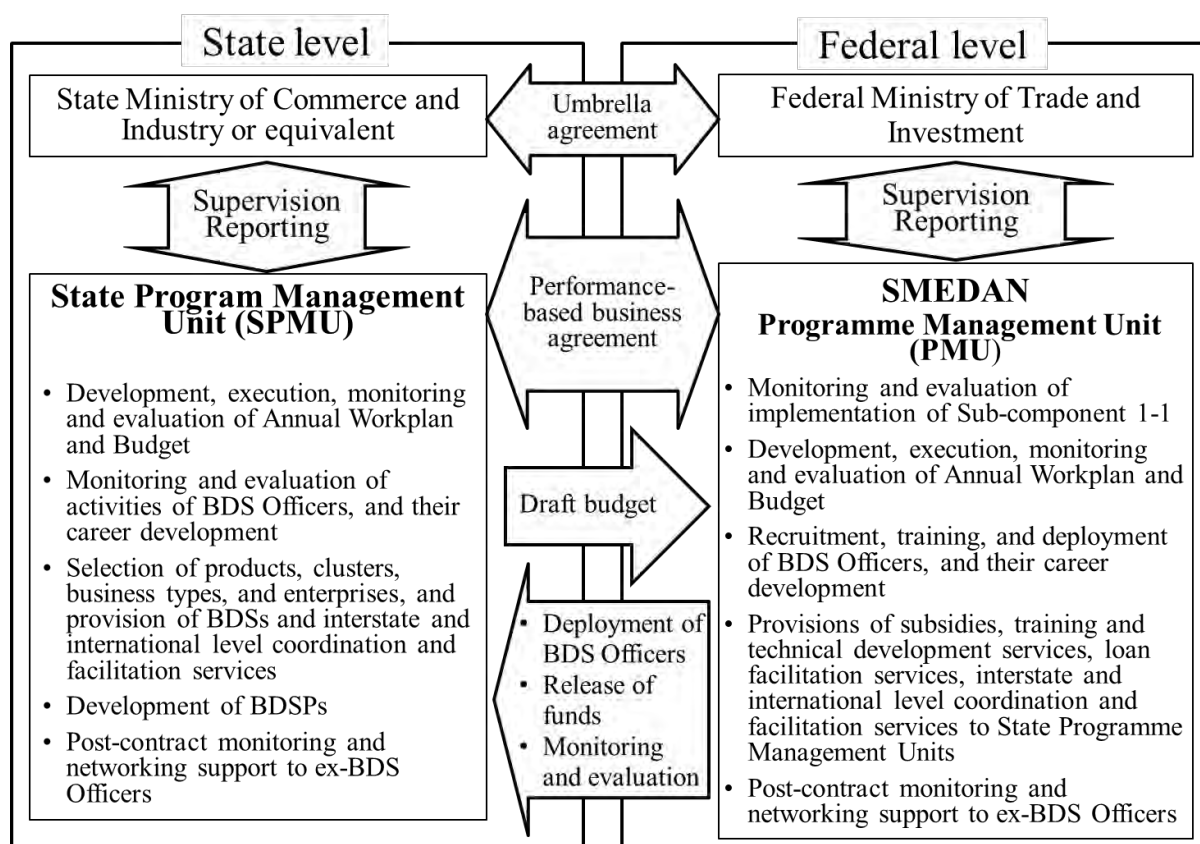 State level
State Ministry of Commerce and
Industry or equivalent
Supervision
Reporting
State Program Management
Unit (SPMU)
• Development, execution, monitoring
and evaluation of Annual Workplan
and Budget
• Monitoring and evaluation of
activities of BDS Officers, and their
career development
• Selection of products, clusters,
business types, and enterprises, and
provision of BDSs and interstate and
international level coordination and
facilitation services
• Development of BDSPs
• Post-contract monitoring and
networking support to ex-BDS
Officers
Umbrella
agreement
Performance-
based business
agreement
Draft budget
• Deployment of
BDS Officers
• Release of
funds
• Monitoring
and evaluation
Federal level
Federal Ministry of Trade and
Investment
Supervision
Reporting
SMEDAN
Programme Management Unit
(PMU)
• Monitoring and evaluation of
implementation of Sub-component 1-1
• Development, execution, monitoring
and evaluation of Annual Workplan and
Budget
• Recruitment, training, and deployment
of BDS Officers, and their career
development
• Provisions of subsidies, training and
technical development services, loan
facilitation services, interstate and
international level coordination and
facilitation services to State Programme
Management Units
• Post-contract monitoring and
networking support to ex-BDS Officers